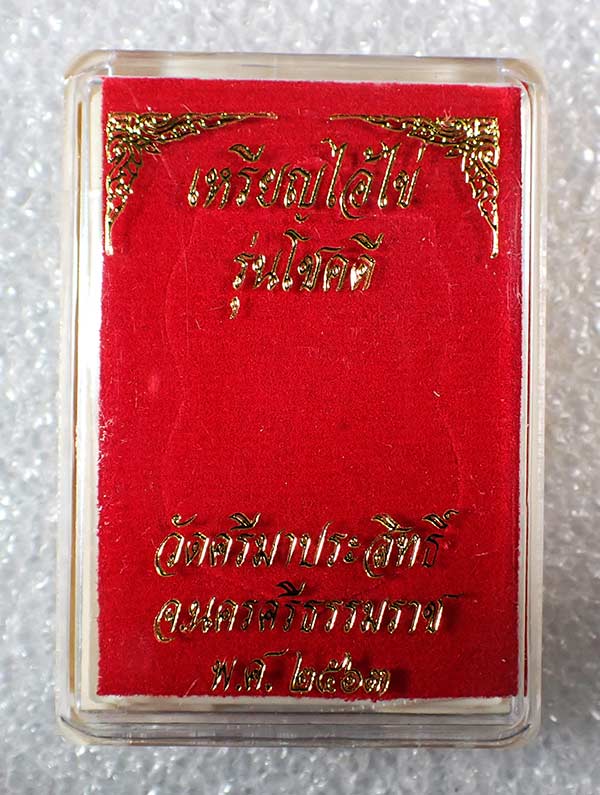 เหรียญไอ้ไข่
รุ่นโชคดี
วัดศรีมาประสิทธิ์
จ.นครศรีธรรมราช
พ.ศ. ๒๕๖๓